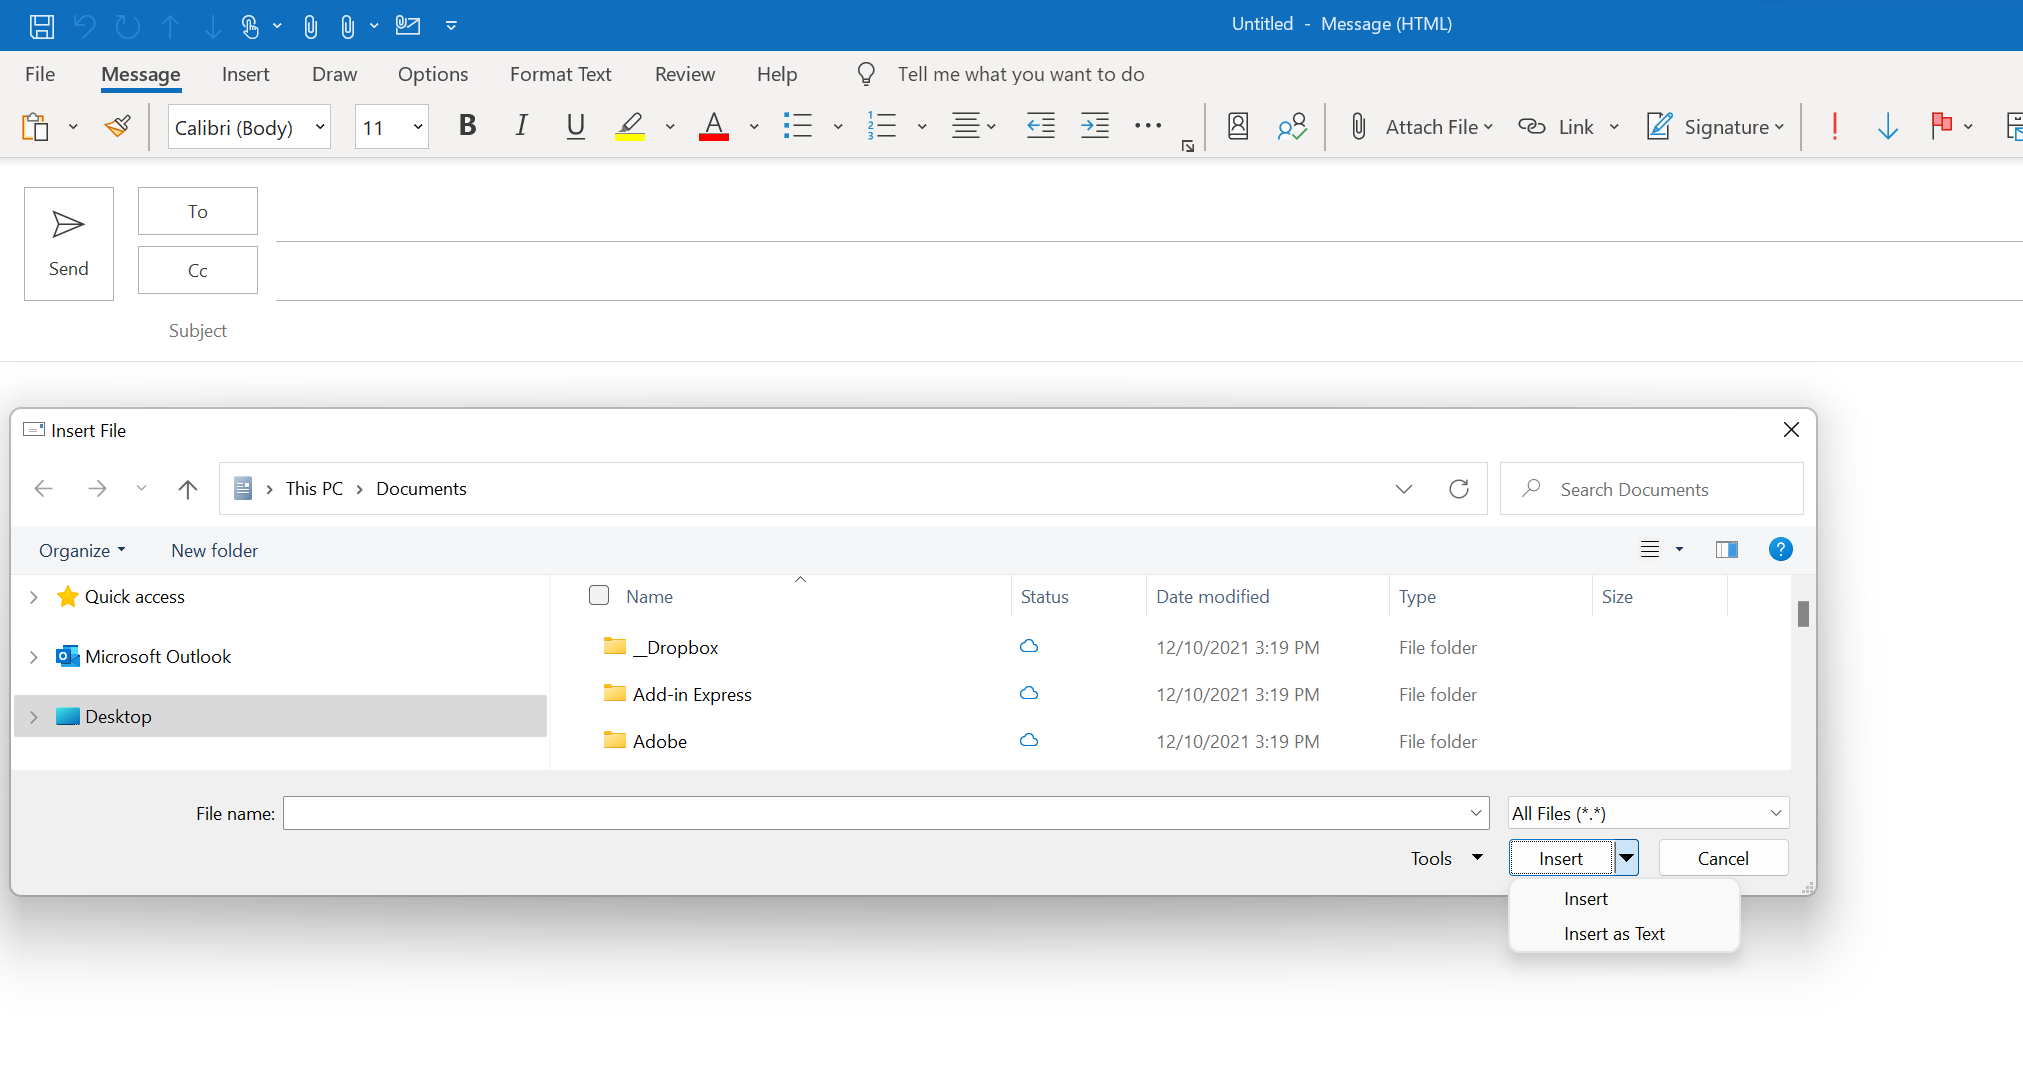 Untitled - Message (HTML)
File Message Insert Draw Options Format Text Review Help Tell me what you want to do
Calibri (Body) 11 B I U A Attach File Link Signature
To
Send
Cc
Subject
Insert File
This PC > Documents Search Documents
Organize New folder ?
Name Status Date modified Type Size
Quick access
__Dropbox 12/10/2021 3:19 PM File folder
Microsoft Outlook
Add-in Express 12/10/2021 3:19 PM File folder
Desktop
Adobe 12/10/2021 3:19 PM File folder
File name: All Files (*.*)
Tools Insert Cancel
Insert
Insert as Text